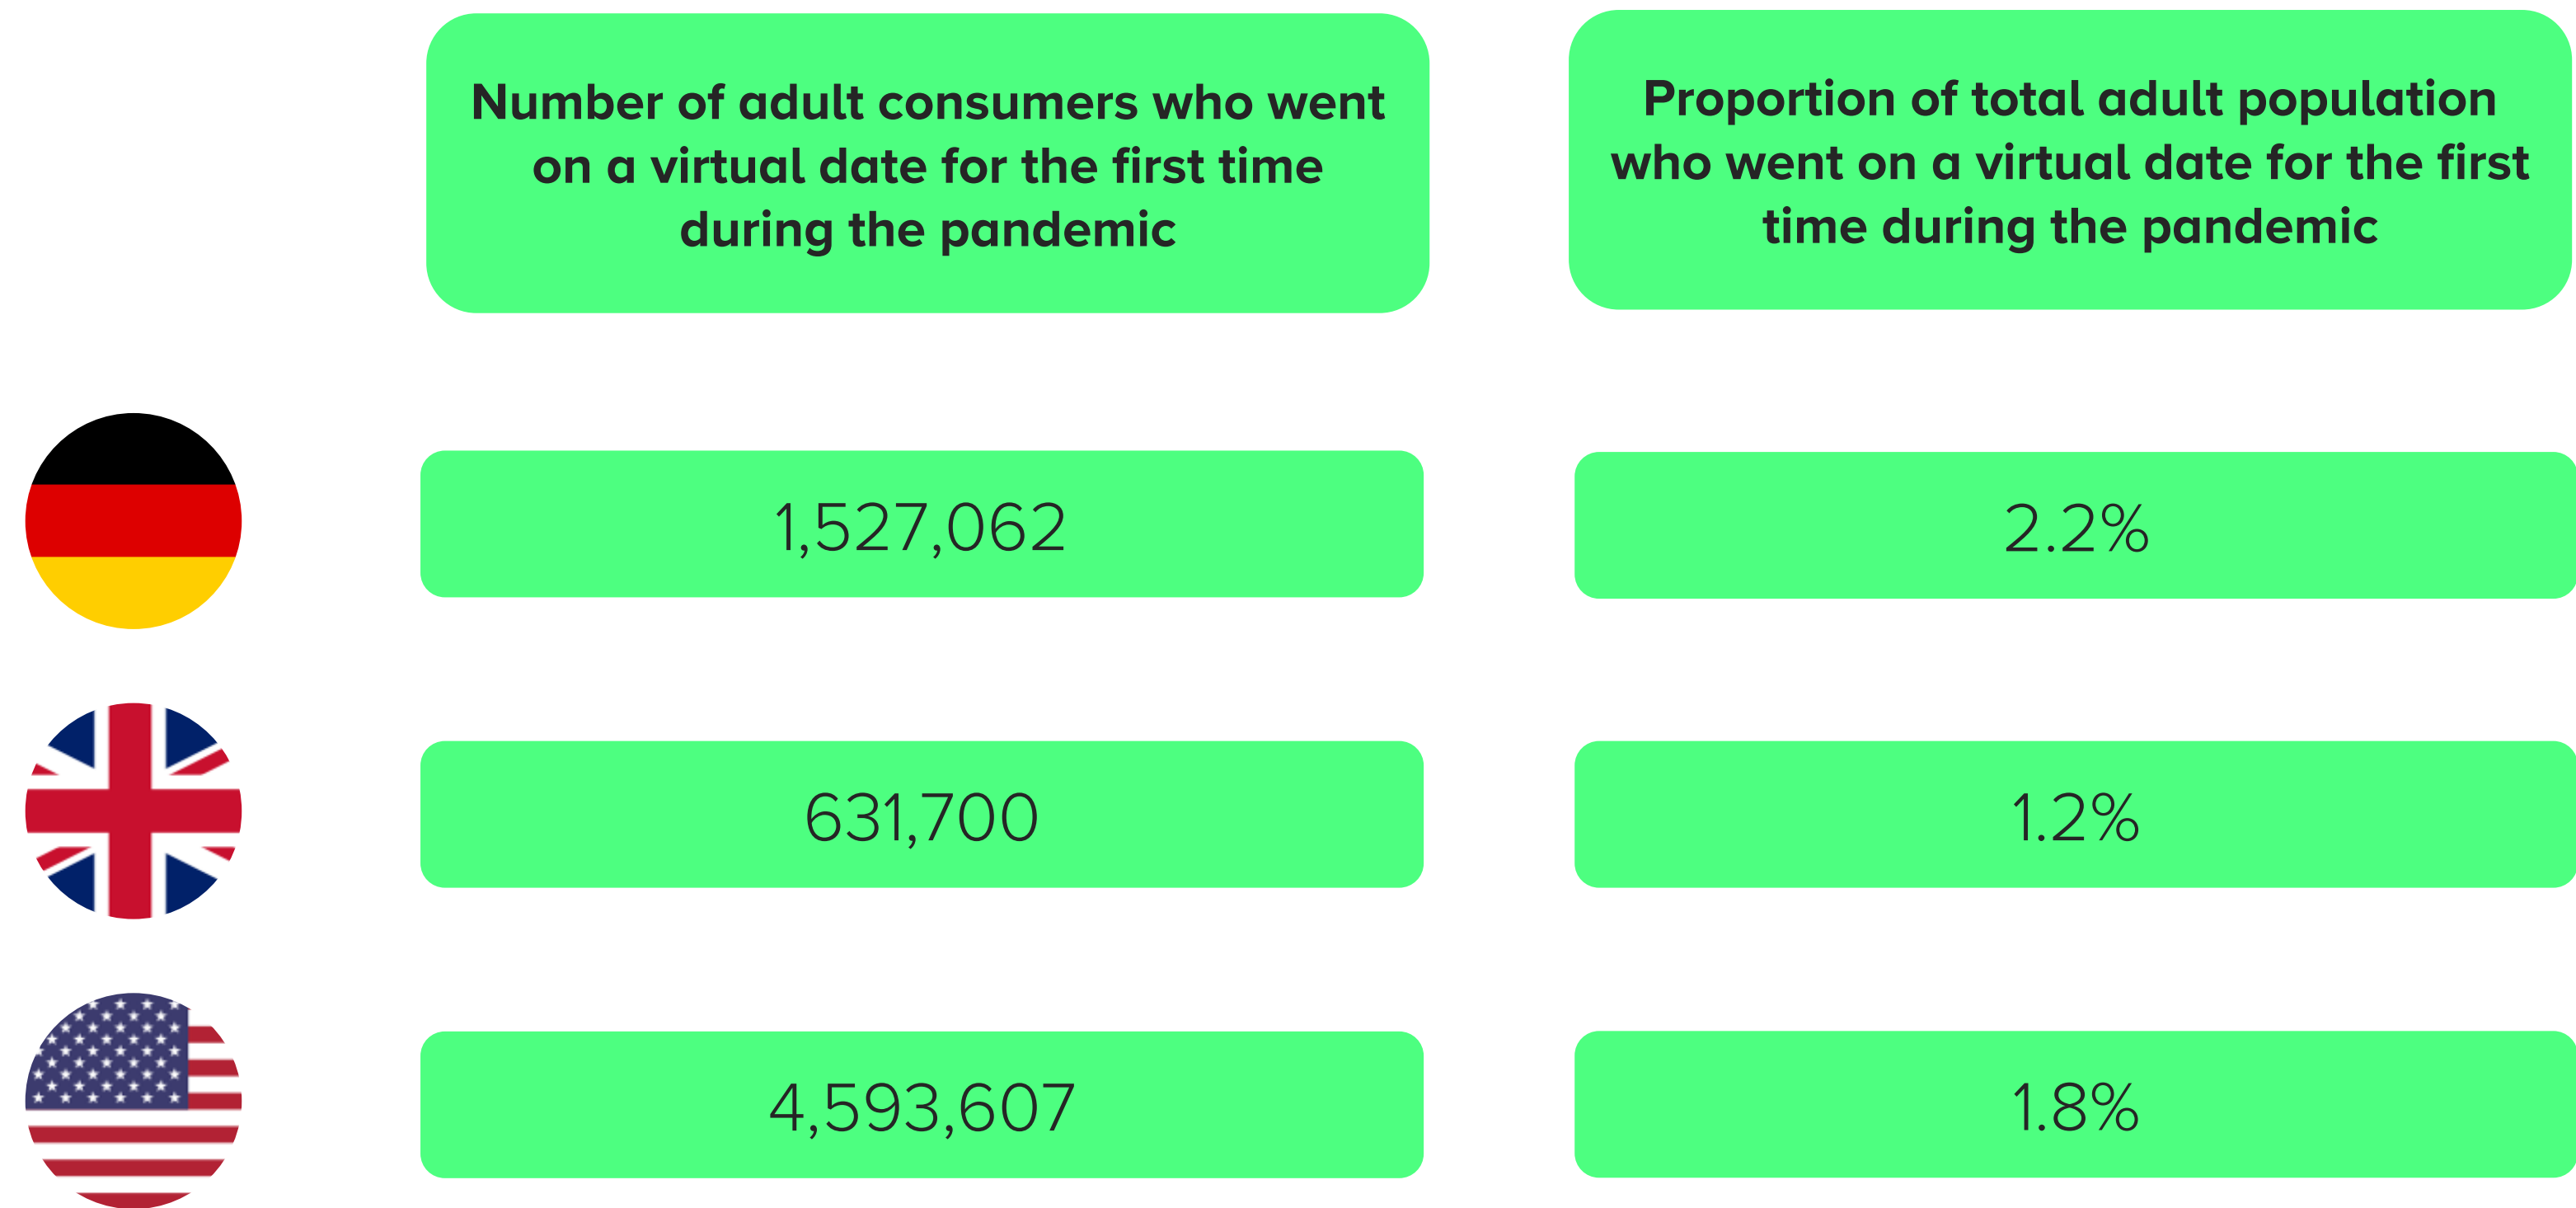 Number of adult consumers who went
on a virtual date for the first time
during the pandemic
Proportion of total adult population
who went on a virtual date for the first
time during the pandemic
1,527,062
2.2%
631,700
1.2%
4,593,607
1.8%